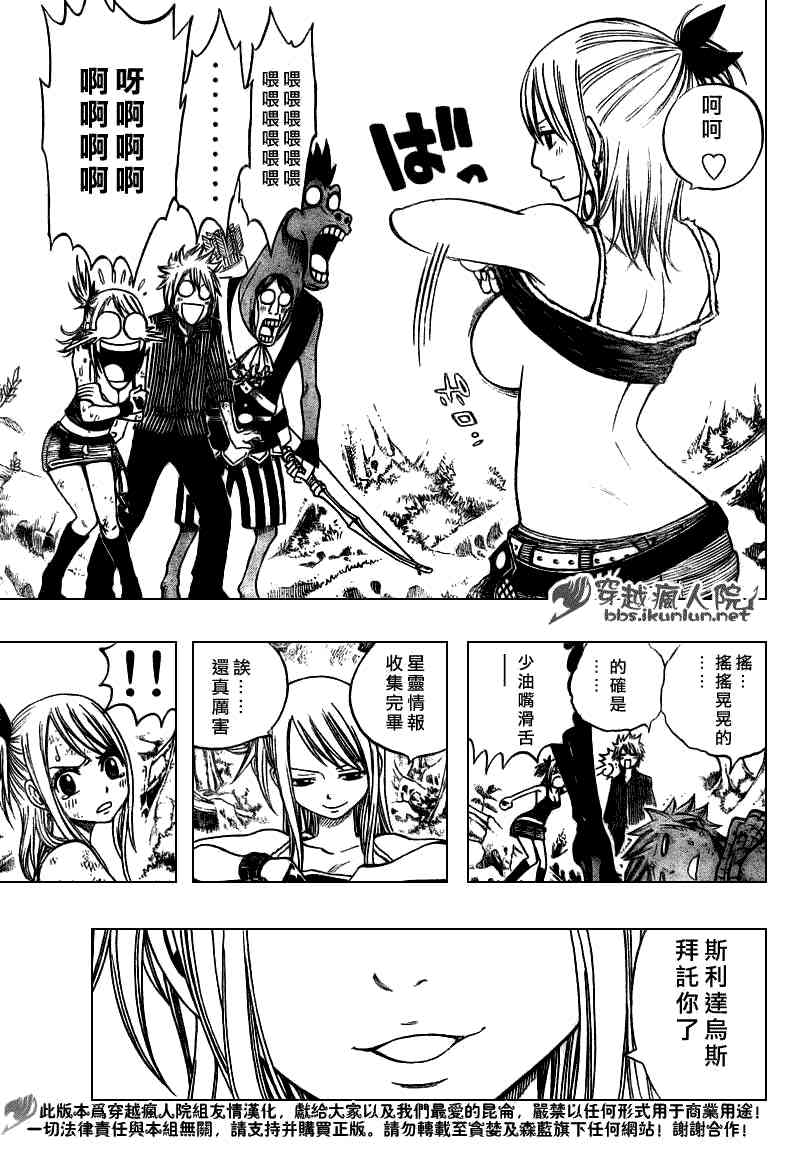 呵
呵
♡
ばっ
喂喂喂喂喂喂
喂喂喂喂喂喂
呀啊啊啊
啊啊啊啊
搖…
搖搖晃晃的
……
的確是
……
少油嘴滑舌
——
星靈情報
收集完畢
誒……
還真厲害
!!
斯利達烏斯
拜託你了
穿越瘋人院
bbs.ikunlun.net
此版本爲穿越瘋人院組友情漢化，獻給大家以及我們最愛的昆侖，嚴禁以任何形式用于商業用途！
一切法律責任與本組無關，請支持并購買正版。請勿轉載至貪婪及森藍旗下任何網站！謝謝合作！